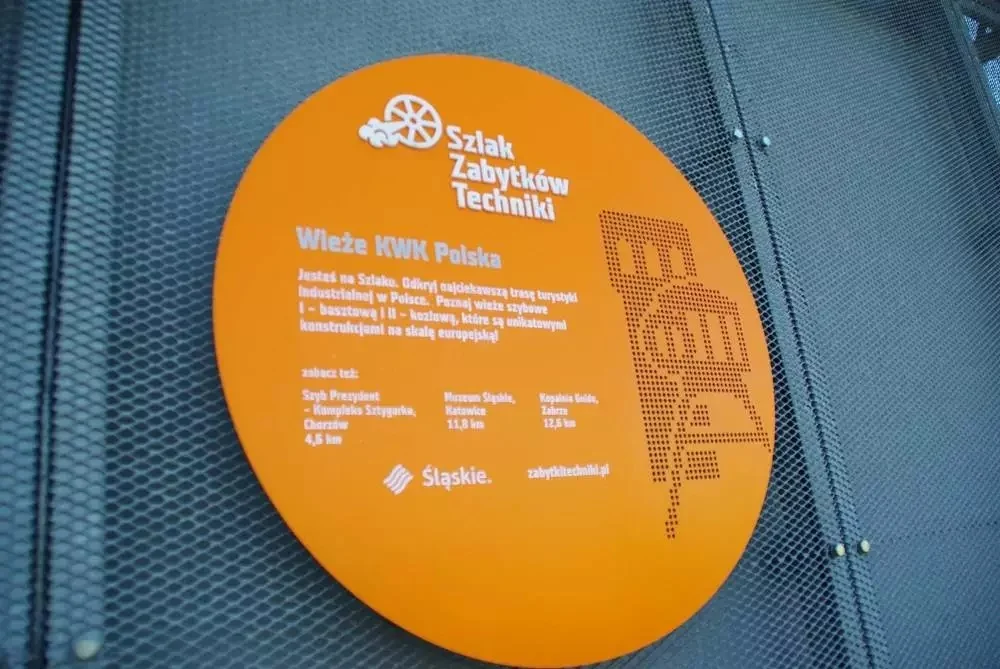 Szlak
Zabytków
Techniki
Wieże KWK Polska
Jesteś na Szlaku. Odkryj najciekawszą trasę turystyki
industrialnej w Polsce. Poznaj wieże szybowe
I – basztową i II – kozłową, które są unikatowymi
konstrukcjami na skalę europejską!
zobacz też:
Szyb Prezydent
– Kompleks Sztygarka,
Chorzów
4,6 km
Muzeum Śląskie,
Katowice
11,8 km
Kopalnia Guido,
Zabrze
12,6 km
Śląskie.
zabytkitechniki.pl